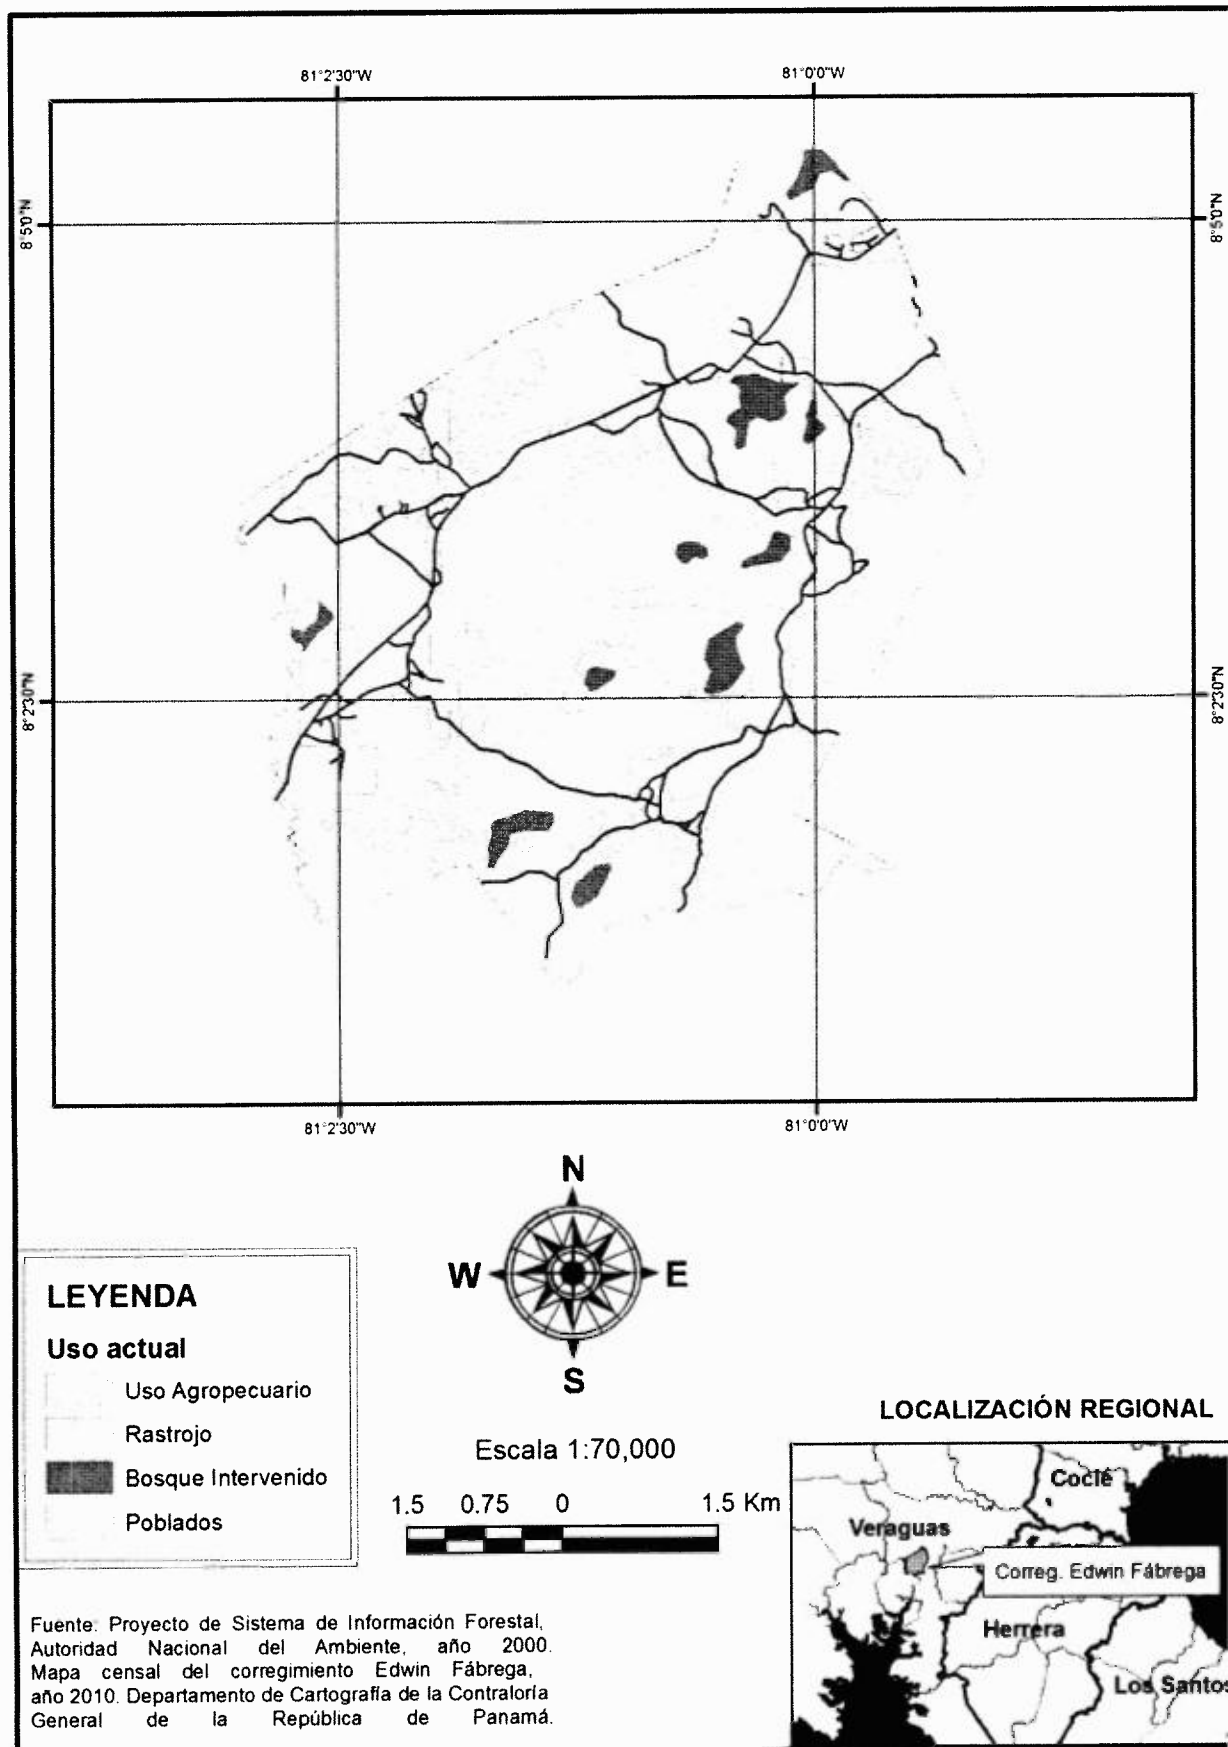 81°2'30"W
81°0'0"W
8°5'0"N
8°5'0"N
8°2'30"N
8°2'30"N
81°2'30"W
81°0'0"W
N
W
E
S
LEYENDA
Uso actual
Uso Agropecuario
Rastrojo
Bosque Intervenido
Poblados
Escala 1:70,000
1.5 0.75 0 1.5 Km
LOCALIZACIÓN REGIONAL
Coclé
Veraguas
Correg. Edwin Fábrega
Herrera
Los Santos
Fuente: Proyecto de Sistema de Información Forestal,
Autoridad Nacional del Ambiente, año 2000.
Mapa censal del corregimiento Edwin Fábrega,
año 2010. Departamento de Cartografía de la Contraloría
General de la República de Panamá.